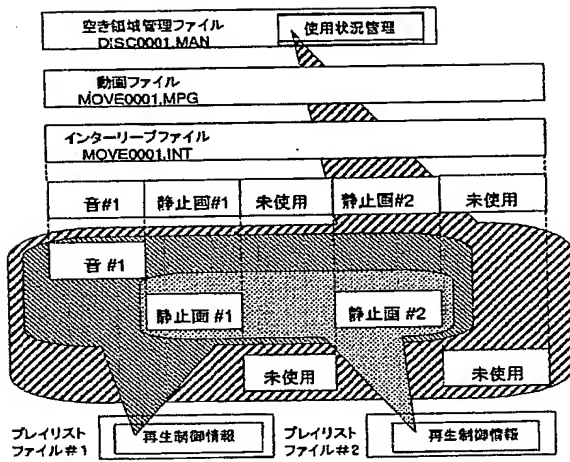 空き領域管理ファイル
DISC0001.MAN
使用状況管理
動画ファイル
MOVE0001.MPG
インターリーブファイル
MOVE0001.INT
音#1 静止画#1 未使用 静止画#2 未使用
音#1
静止画#1 静止画#2
未使用 未使用
プレイリスト
ファイル#1
再生制御情報
プレイリスト
ファイル#2
再生制御情報